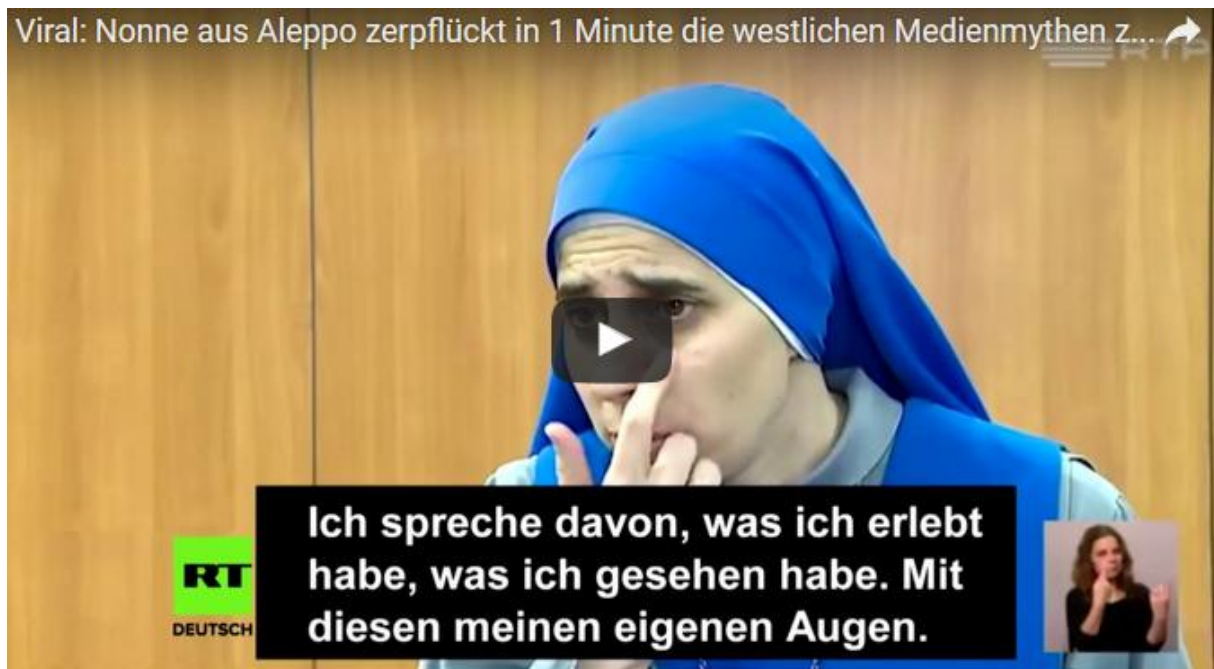 Viral: Nonne aus Aleppo zerpflückt in 1 Minute die westlichen Medienmythen z...
RTP
Ich spreche davon, was ich erlebt
habe, was ich gesehen habe. Mit
diesen meinen eigenen Augen.
RT
DEUTSCH